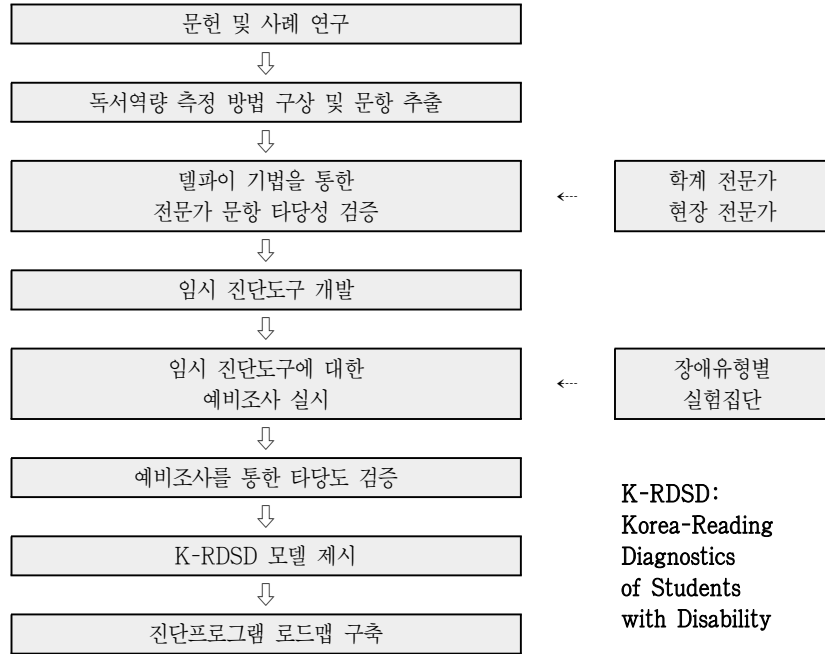 문헌 및 사례 연구
⇩
독서역량 측정 방법 구상 및 문항 추출
⇩
델파이 기법을 통한
전문가 문항 타당성 검증
학계 전문가
현장 전문가
⇩
임시 진단도구 개발
⇩
임시 진단도구에 대한
예비조사 실시
장애유형별
실험집단
⇩
예비조사를 통한 타당도 검증
⇩
K-RDSD 모델 제시
⇩
진단프로그램 로드맵 구축
K-RDSD:
Korea-Reading
Diagnostics
of Students
with Disability